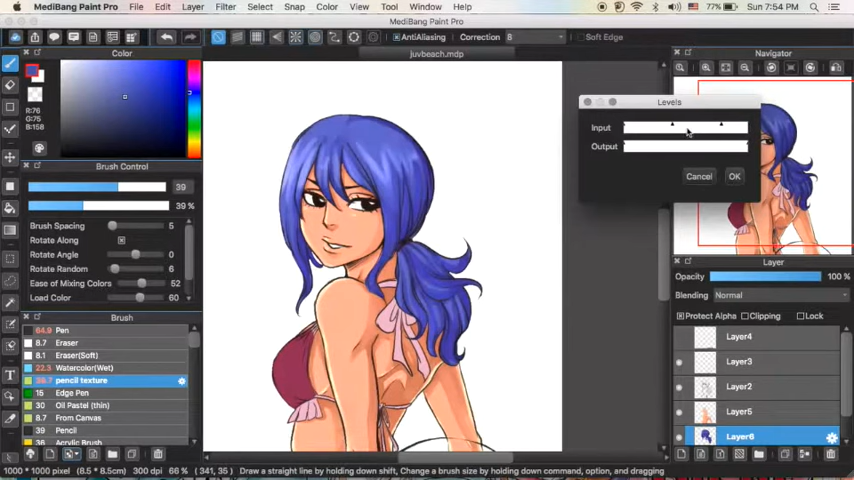 MediBang Paint Pro File Edit Layer Filter Select Snap Color View Tool Help 77% Sun 7:54 PM
MediBang Paint Pro
AntiAliasing Correction 8 Soft Edge
Color
juvbeach.mdp
Navigator
R:76
G:75
B:158
Levels
Input
Output
Cancel OK
Brush Control
39
39 %
Brush Spacing 5
Rotate Along
Rotate Angle 0
Rotate Random 6
Ease of Mixing Colors 52
Load Color 60
Layer
Opacity 100 %
Blending Normal
Protect Alpha Clipping Lock
Layer4
Layer3
Layer2
Layer5
Layer6
Brush
64.9 Pen
8.7 Eraser
8.1 Eraser(Soft)
22.3 Watercolor(Wet)
pencil texture
15 Edge Pen
30 Oil Pastel (thin)
8.7 From Canvas
39 Pencil
36 Acrylic Brush
1000 * 1000 pixel (8.5 * 8.5cm) 300 dpi 66 % ( 341, 35 ) Draw a straight line by holding down shift, Change a brush size by holding down command, option, and dragging